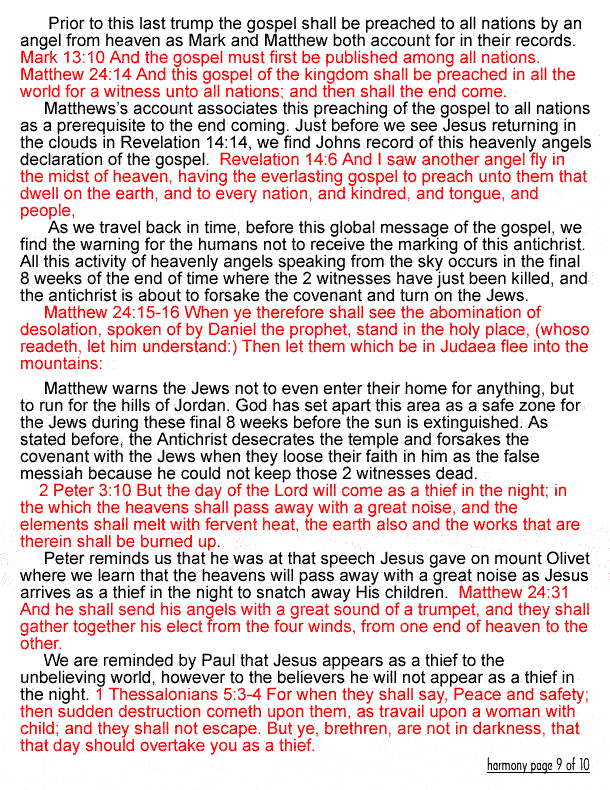 Prior to this last trump the gospel shall be preached to all nations by an
angel from heaven as Mark and Matthew both account for in their records.
Mark 13:10 And the gospel must first be published among all nations.
Matthew 24:14 And this gospel of the kingdom shall be preached in all the
world for a witness unto all nations; and then shall the end come.
Matthews's account associates this preaching of the gospel to all nations
as a prerequisite to the end coming. Just before we see Jesus returning in
the clouds in Revelation 14:14, we find Johns record of this heavenly angels
declaration of the gospel. Revelation 14:6 And I saw another angel fly in
the midst of heaven, having the everlasting gospel to preach unto them that
dwell on the earth, and to every nation, and kindred, and tongue, and
people,
As we travel back in time, before this global message of the gospel, we
find the warning for the humans not to receive the marking of this antichrist.
All this activity of heavenly angels speaking from the sky occurs in the final
8 weeks of the end of time where the 2 witnesses have just been killed, and
the antichrist is about to forsake the covenant and turn on the Jews.
Matthew 24:15-16 When ye therefore shall see the abomination of
desolation, spoken of by Daniel the prophet, stand in the holy place, (whoso
readeth, let him understand:) Then let them which be in Judaea flee into the
mountains:
Matthew warns the Jews not to even enter their home for anything, but
to run for the hills of Jordan. God has set apart this area as a safe zone for
the Jews during these final 8 weeks before the sun is extinguished. As
stated before, the Antichrist desecrates the temple and forsakes the
covenant with the Jews when they loose their faith in him as the false
messiah because he could not keep those 2 witnesses dead.
2 Peter 3:10 But the day of the Lord will come as a thief in the night; in
the which the heavens shall pass away with a great noise, and the
elements shall melt with fervent heat, the earth also and the works that are
therein shall be burned up.
Peter reminds us that he was at that speech Jesus gave on mount Olivet
where we learn that the heavens will pass away with a great noise as Jesus
arrives as a thief in the night to snatch away His children. Matthew 24:31
And he shall send his angels with a great sound of a trumpet, and they shall
gather together his elect from the four winds, from one end of heaven to the
other.
We are reminded by Paul that Jesus appears as a thief to the
unbelieving world, however to the believers he will not appear as a thief in
the night. 1 Thessalonians 5:3-4 For when they shall say, Peace and safety;
then sudden destruction cometh upon them, as travail upon a woman with
child; and they shall not escape. But ye, brethren, are not in darkness, that
that day should overtake you as a thief.
harmony page 9 of 10